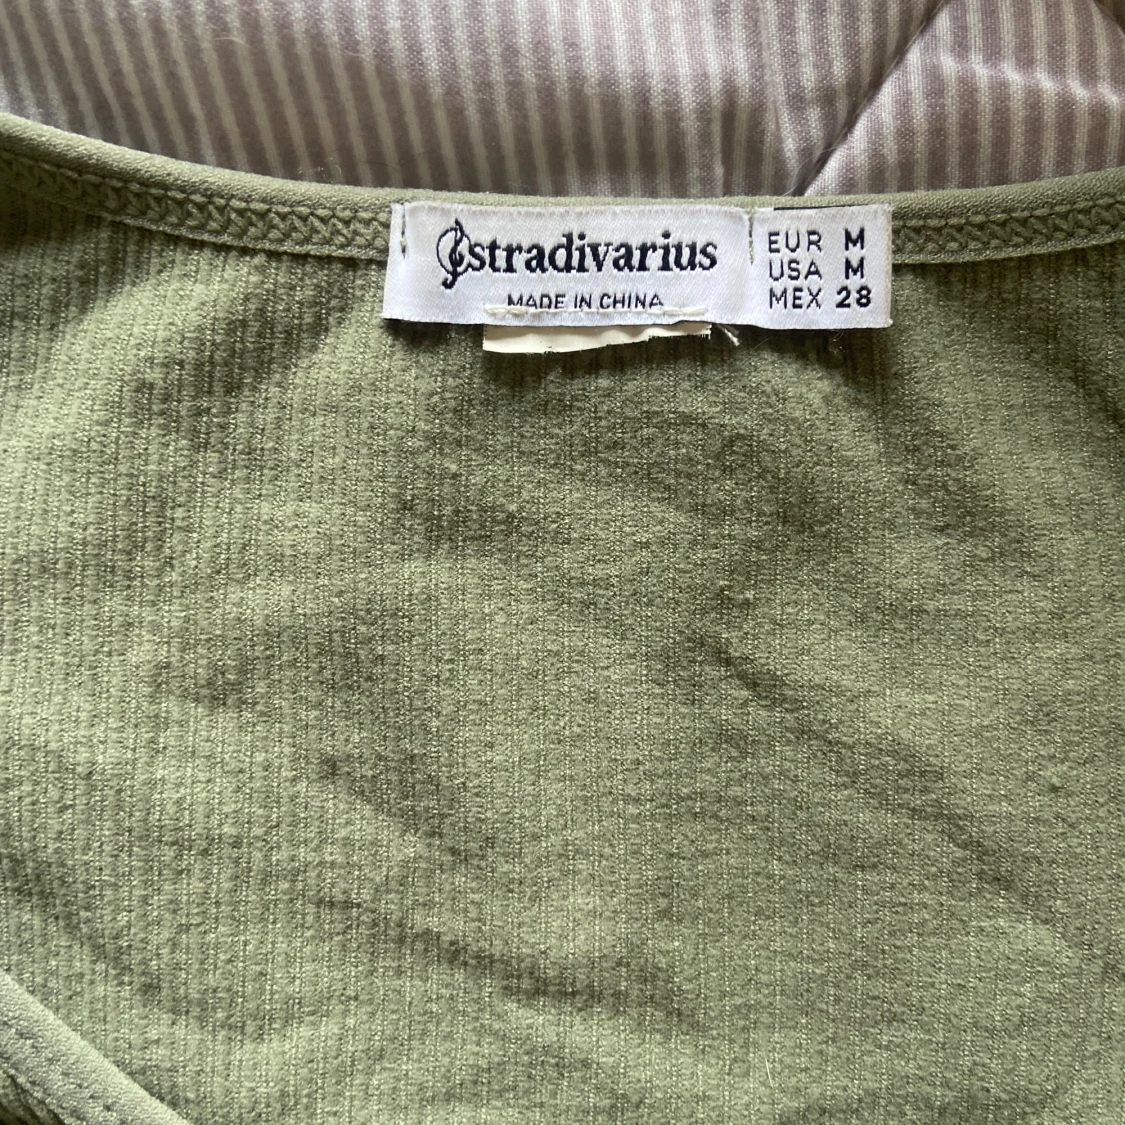 stradivarius
MADE IN CHINA
EUR M
USA M
MEX 28